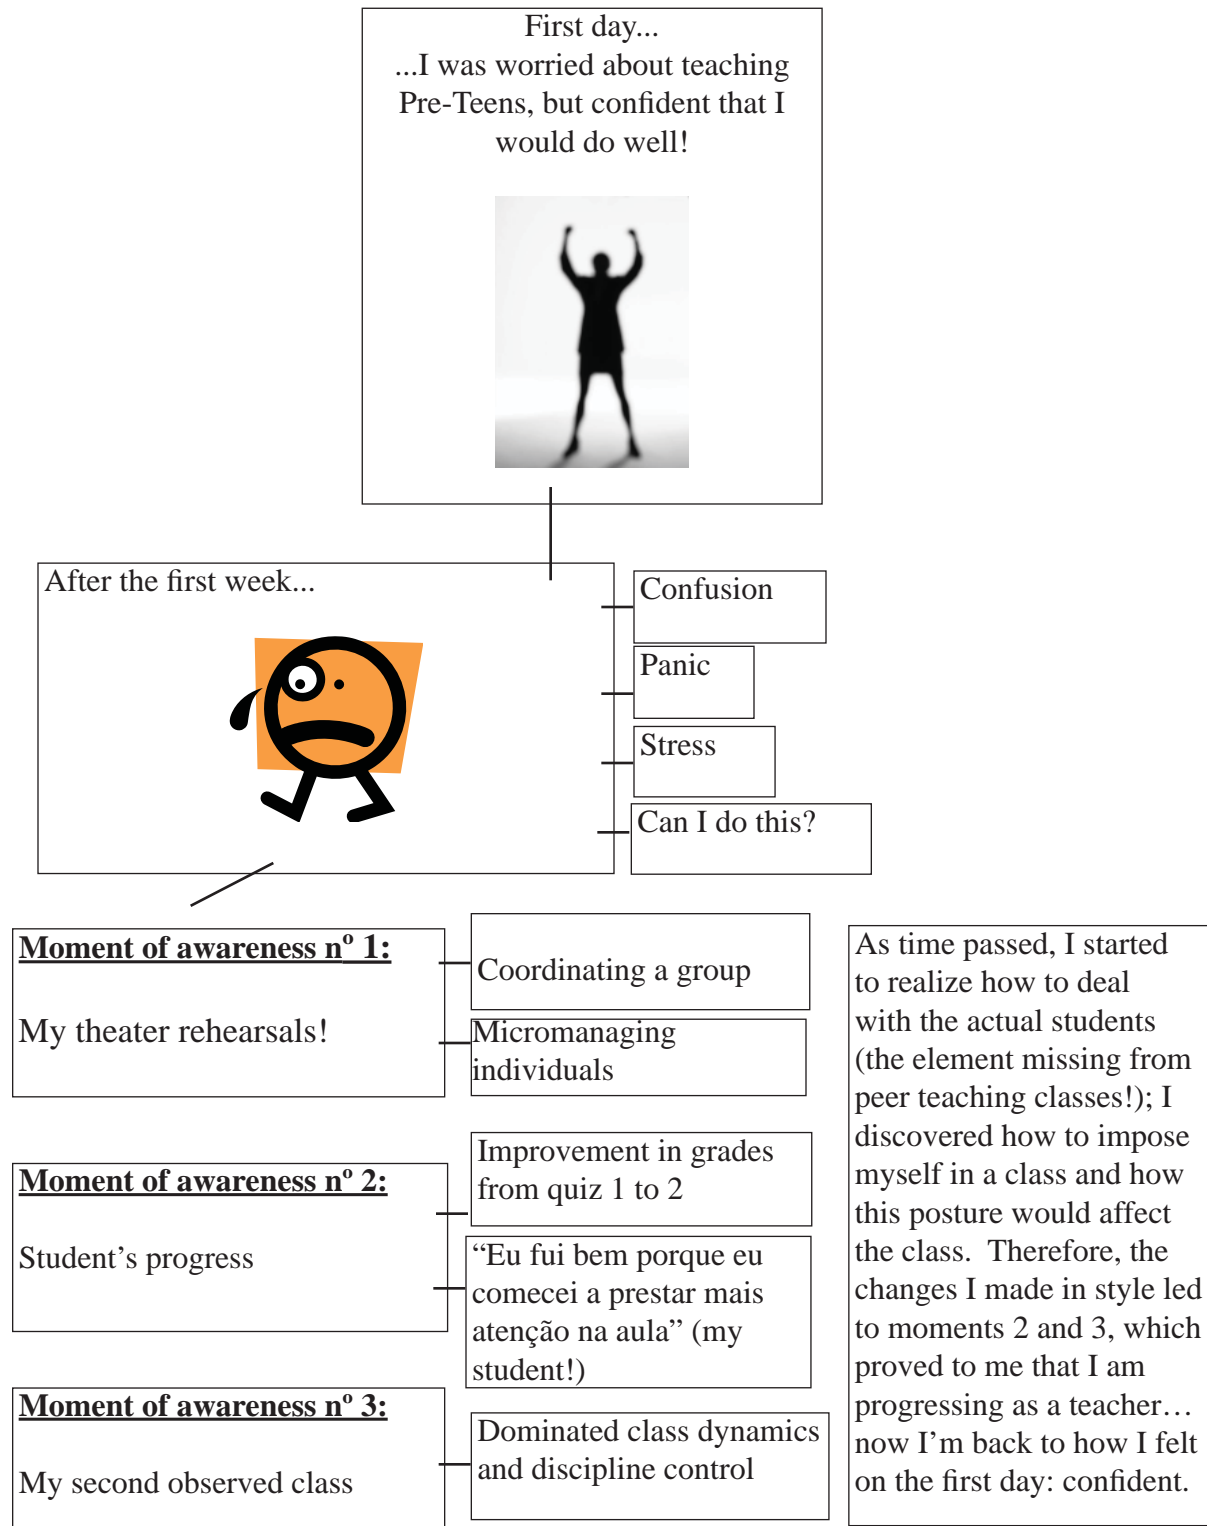 First day...
...I was worried about teaching
Pre-Teens, but confident that I
would do well!
After the first week...
Confusion
Panic
Stress
Can I do this?
Moment of awareness nº 1:
My theater rehearsals!
Coordinating a group
Micromanaging
individuals
Moment of awareness nº 2:
Student’s progress
Improvement in grades
from quiz 1 to 2
“Eu fui bem porque eu
comecei a prestar mais
atenção na aula” (my
student!)
Moment of awareness nº 3:
My second observed class
Dominated class dynamics
and discipline control
As time passed, I started
to realize how to deal
with the actual students
(the element missing from
peer teaching classes!); I
discovered how to impose
myself in a class and how
this posture would affect
the class.  Therefore, the
changes I made in style led
to moments 2 and 3, which
proved to me that I am
progressing as a teacher…
now I’m back to how I felt
on the first day: confident.